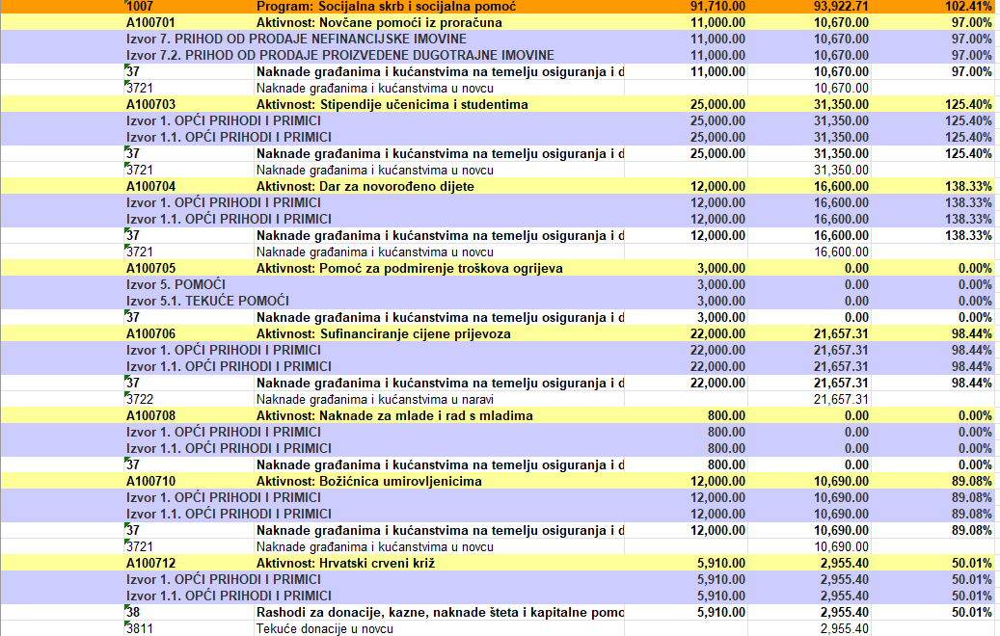 1007 Program: Socijalna skrb i socijalna pomoć 91,710.00 93,922.71 102.41%
A100701 Aktivnost: Novčane pomoći iz proračuna 11,000.00 10,670.00 97.00%
Izvor 7. PRIHOD OD PRODAJE NEFINANCIJSKE IMOVINE 11,000.00 10,670.00 97.00%
Izvor 7.2. PRIHOD OD PRODAJE PROIZVEDENE DUGOTRAJNE IMOVINE 11,000.00 10,670.00 97.00%
37 Naknade građanima i kućanstvima na temelju osiguranja i d 11,000.00 10,670.00 97.00%
3721 Naknade građanima i kućanstvima u novcu 10,670.00
A100703 Aktivnost: Stipendije učenicima i studentima 25,000.00 31,350.00 125.40%
Izvor 1. OPĆI PRIHODI I PRIMICI 25,000.00 31,350.00 125.40%
Izvor 1.1. OPĆI PRIHODI I PRIMICI 25,000.00 31,350.00 125.40%
37 Naknade građanima i kućanstvima na temelju osiguranja i d 25,000.00 31,350.00 125.40%
3721 Naknade građanima i kućanstvima u novcu 31,350.00
A100704 Aktivnost: Dar za novorođeno dijete 12,000.00 16,600.00 138.33%
Izvor 1. OPĆI PRIHODI I PRIMICI 12,000.00 16,600.00 138.33%
Izvor 1.1. OPĆI PRIHODI I PRIMICI 12,000.00 16,600.00 138.33%
37 Naknade građanima i kućanstvima na temelju osiguranja i d 12,000.00 16,600.00 138.33%
3721 Naknade građanima i kućanstvima u novcu 16,600.00
A100705 Aktivnost: Pomoć za podmirenje troškova ogrijeva 3,000.00 0.00 0.00%
Izvor 5. POMOĆI 3,000.00 0.00 0.00%
Izvor 5.1. TEKUĆE POMOĆI 3,000.00 0.00 0.00%
37 Naknade građanima i kućanstvima na temelju osiguranja i d 3,000.00 0.00 0.00%
A100706 Aktivnost: Sufinanciranje cijene prijevoza 22,000.00 21,657.31 98.44%
Izvor 1. OPĆI PRIHODI I PRIMICI 22,000.00 21,657.31 98.44%
Izvor 1.1. OPĆI PRIHODI I PRIMICI 22,000.00 21,657.31 98.44%
37 Naknade građanima i kućanstvima na temelju osiguranja i d 22,000.00 21,657.31 98.44%
3722 Naknade građanima i kućanstvima u naravi 21,657.31
A100708 Aktivnost: Naknade za mlade i rad s mladima 800.00 0.00 0.00%
Izvor 1. OPĆI PRIHODI I PRIMICI 800.00 0.00 0.00%
Izvor 1.1. OPĆI PRIHODI I PRIMICI 800.00 0.00 0.00%
37 Naknade građanima i kućanstvima na temelju osiguranja i d 800.00 0.00 0.00%
A100710 Aktivnost: Božićnica umirovljenicima 12,000.00 10,690.00 89.08%
Izvor 1. OPĆI PRIHODI I PRIMICI 12,000.00 10,690.00 89.08%
Izvor 1.1. OPĆI PRIHODI I PRIMICI 12,000.00 10,690.00 89.08%
37 Naknade građanima i kućanstvima na temelju osiguranja i d 12,000.00 10,690.00 89.08%
3721 Naknade građanima i kućanstvima u novcu 10,690.00
A100712 Aktivnost: Hrvatski crveni križ 5,910.00 2,955.40 50.01%
Izvor 1. OPĆI PRIHODI I PRIMICI 5,910.00 2,955.40 50.01%
Izvor 1.1. OPĆI PRIHODI I PRIMICI 5,910.00 2,955.40 50.01%
38 Rashodi za donacije, kazne, naknade šteta i kapitalne pomo 5,910.00 2,955.40 50.01%
3811 Tekuće donacije u novcu 2,955.40